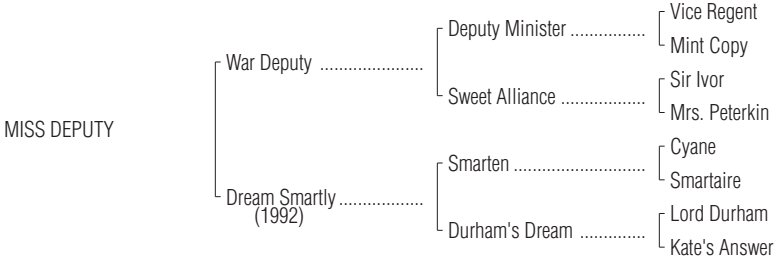 Vice Regent
Deputy Minister ................
Mint Copy
War Deputy ......................
Sir Ivor
Sweet Alliance ..................
Mrs. Peterkin
MISS DEPUTY
Cyane
Smarten ............................
Smartaire
Dream Smartly ..................
(1992)
Lord Durham
Durham's Dream ..............
Kate's Answer